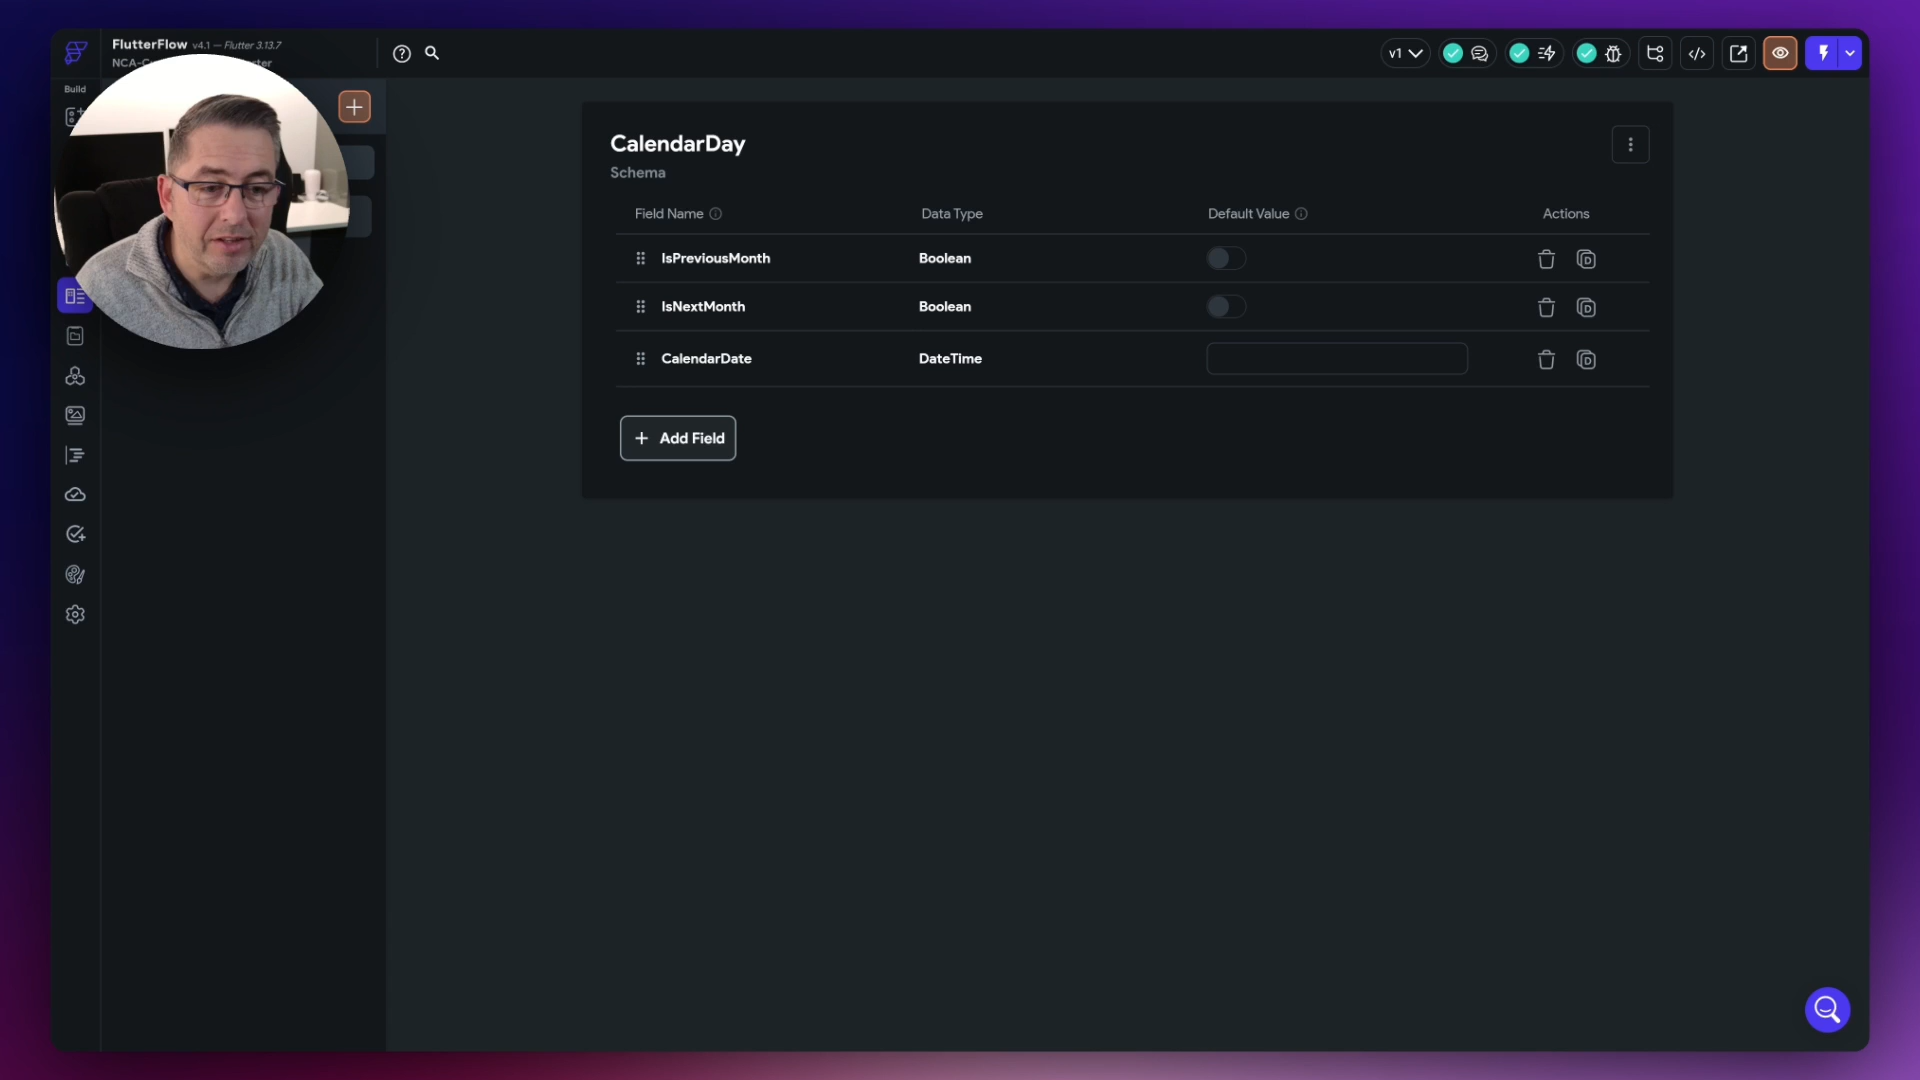 FlutterFlow v4.1 — Flutter 3.13.7
v1
Build
CalendarDay
Schema
Field Name
Data Type
Default Value
Actions
IsPreviousMonth
Boolean
IsNextMonth
Boolean
CalendarDate
DateTime
+ Add Field